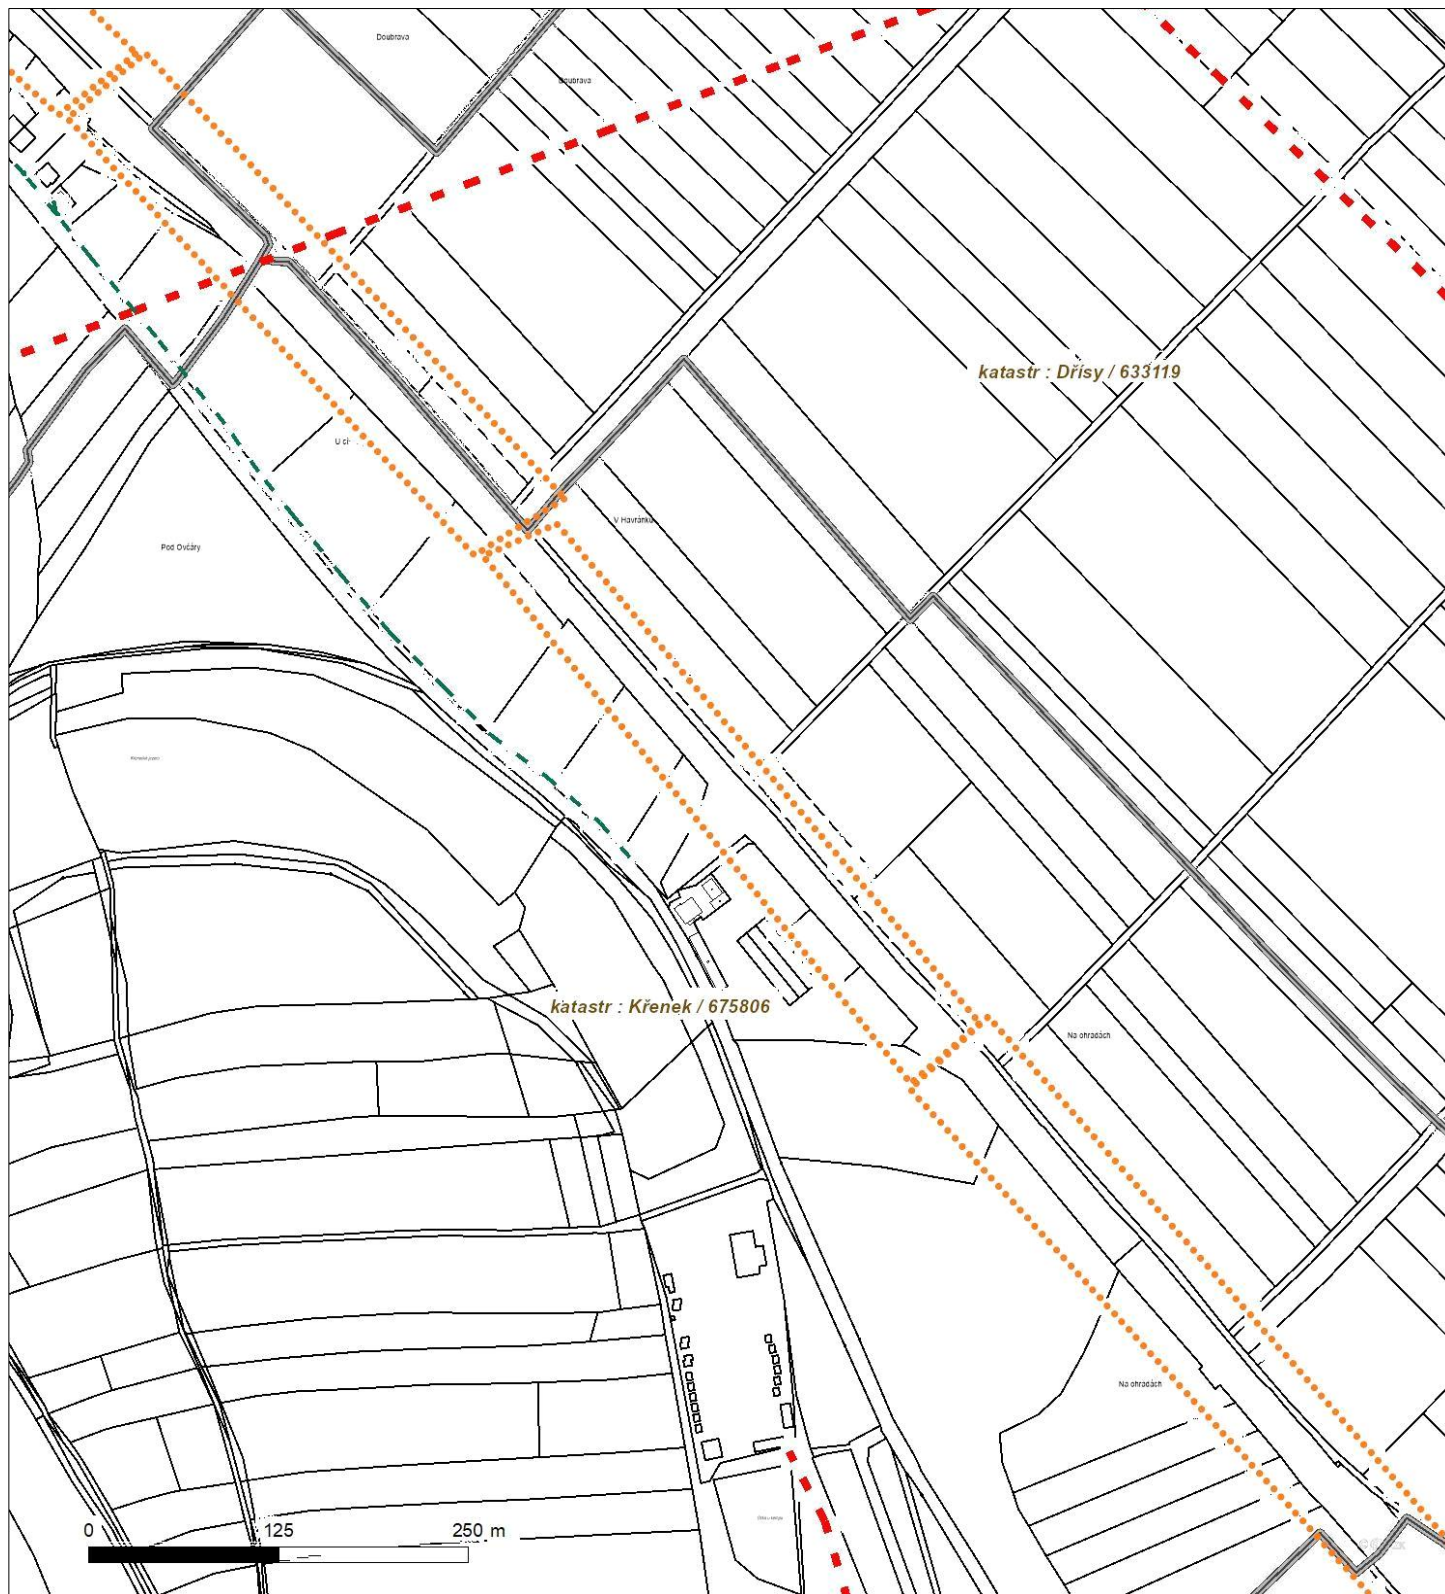 Doubrava
Doubrava
katastr : Dřísy / 633119
U cí
V Havránku
Pod Ovčáry
katastr : Křenek / 675806
Na ohradách
Na ohradách
0 125 250 m